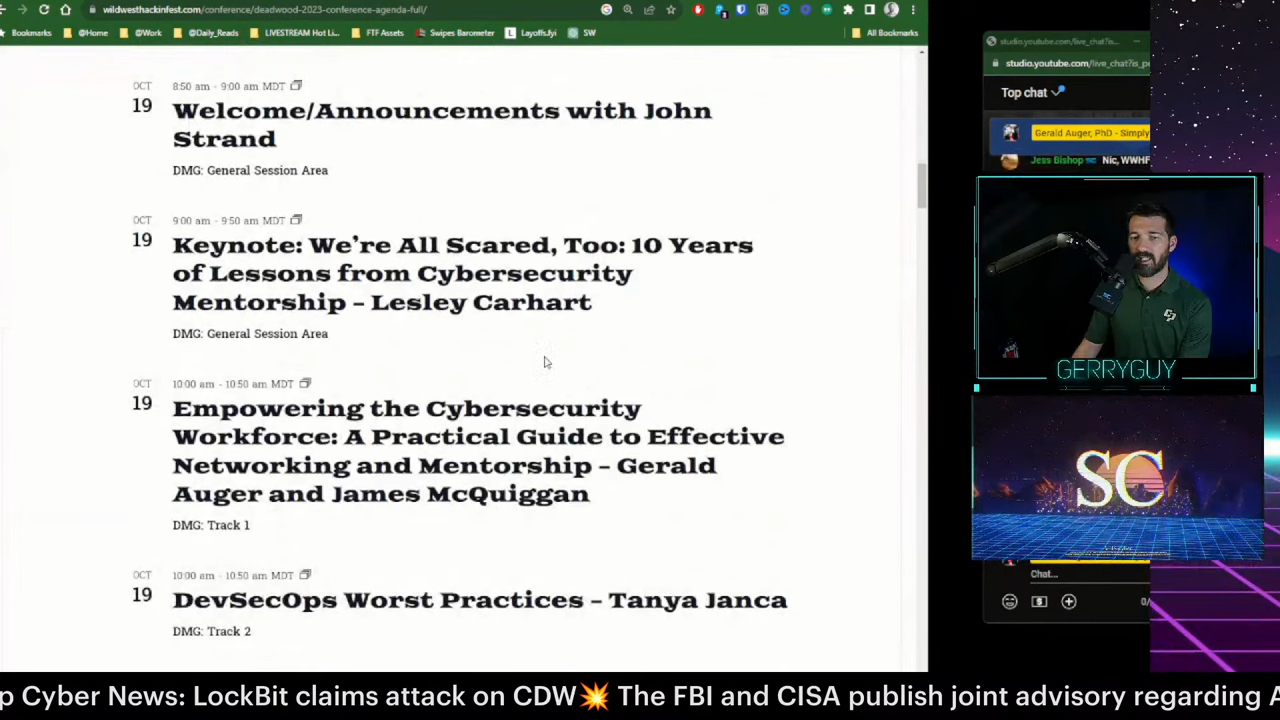 wildwesthackinfest.com/conference/deadwood-2023-conference-agenda-full/
Bookmarks
@Home
@Work
@Daily_Reads
LIVESTREAM Hot Li...
FTF Assets
Swipes Barometer
Layoffs.fyi
SW
All Bookmarks
OCT
19
8:50 am - 9:00 am MDT
Welcome/Announcements with John
Strand
DMG: General Session Area
OCT
19
9:00 am - 9:50 am MDT
Keynote: We're All Scared, Too: 10 Years
of Lessons from Cybersecurity
Mentorship – Lesley Carhart
DMG: General Session Area
OCT
19
10:00 am - 10:50 am MDT
Empowering the Cybersecurity
Workforce: A Practical Guide to Effective
Networking and Mentorship – Gerald
Auger and James McQuiggan
DMG: Track 1
OCT
19
10:00 am - 10:50 am MDT
DevSecOps Worst Practices – Tanya Janca
DMG: Track 2
studio.youtube.com/live_chat?is...
studio.youtube.com/live_chat?is_p
Top chat
Gerald Auger, PhD - Simply
Jess Bishop Nic, WWHF
GERRYGUY
SC
Chat...
0/
p Cyber News: LockBit claims attack on CDW💥 The FBI and CISA publish joint advisory regarding A